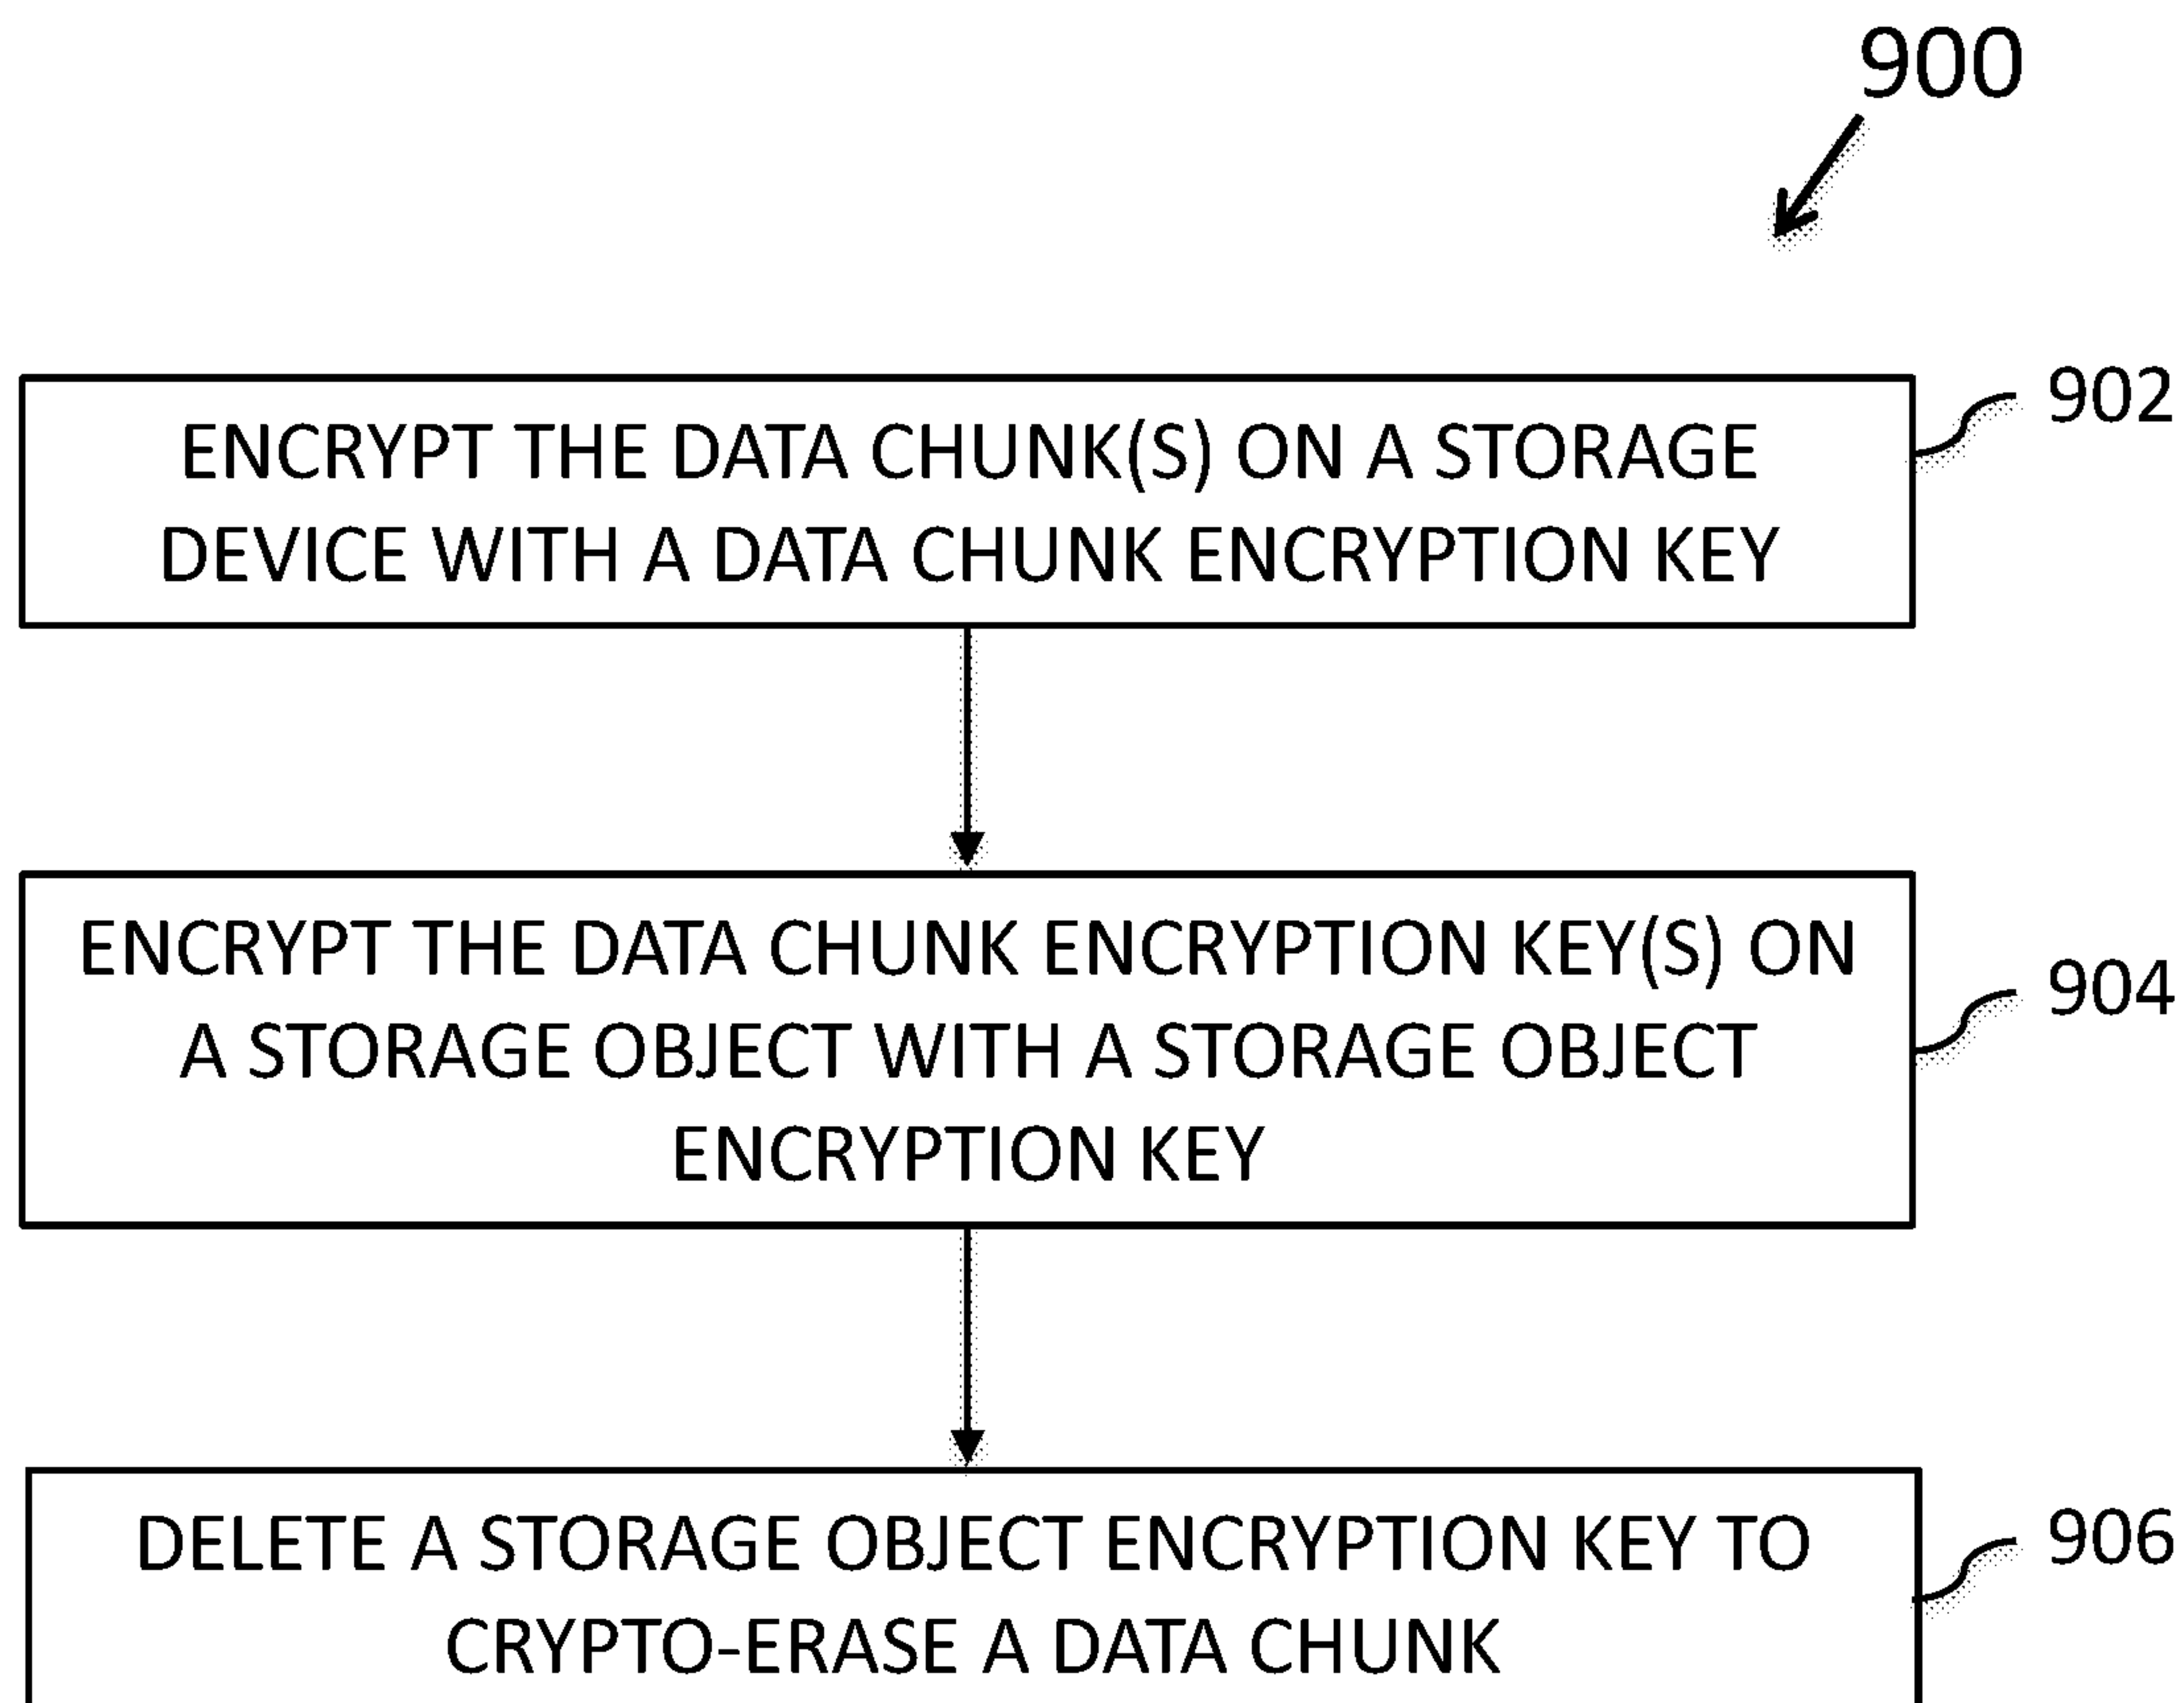 900
902
ENCRYPT THE DATA CHUNK(S) ON A STORAGE
DEVICE WITH A DATA CHUNK ENCRYPTION KEY
ENCRYPT THE DATA CHUNK ENCRYPTION KEY(S) ON
904
A STORAGE OBJECT WITH A STORAGE OBJECT
ENCRYPTION KEY
906
DELETE A STORAGE OBJECT ENCRYPTION KEY TO
CRYPTO-ERASE A DATA CHUNK